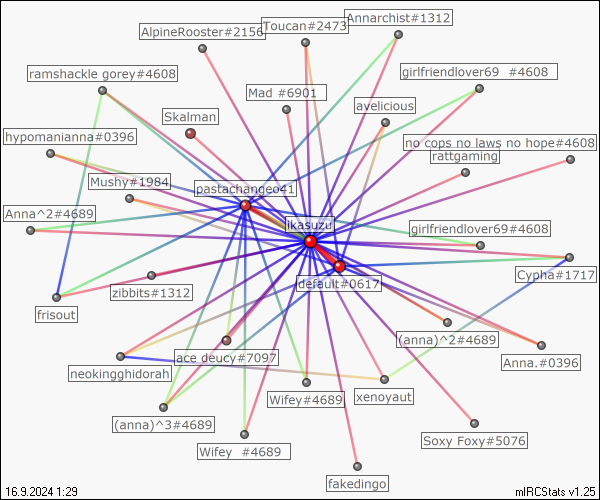 Annarchist#1312
Toucan#2473
AlpineRooster#2156
ramshackle gorey#4608
girlfriendlover69 #4608
Mad #6901
avelicious
Skalman
hypomanianna#0396
no cops no laws no hope#4608
rattgaming
Mushy#1984
pastachangeo41
Anna^2#4689
ikasuzu
girlfriendlover69#4608
Cypha#1717
default#0617
zibbits#1312
frisout
(anna)^2#4689
ace deucy#7097
Anna.#0396
neokingghidorah
Wifey#4689
xenoyaut
(anna)^3#4689
Soxy Foxy#5076
Wifey #4689
fakedingo
16.9.2024 1:29
mIRCStats v1.25